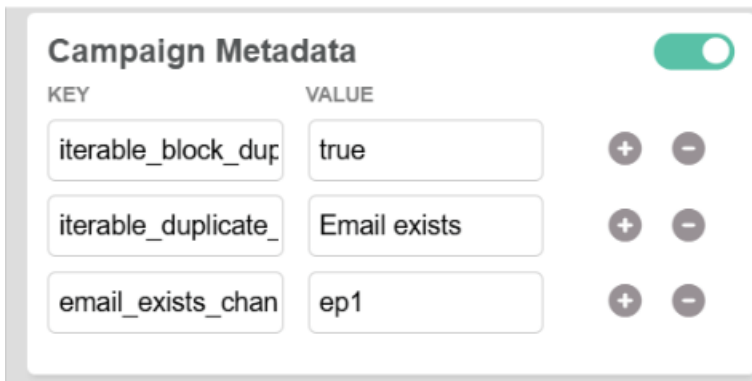 Campaign Metadata
KEY VALUE
iterable_block_dup true
iterable_duplicate_ Email exists
email_exists_chan ep1